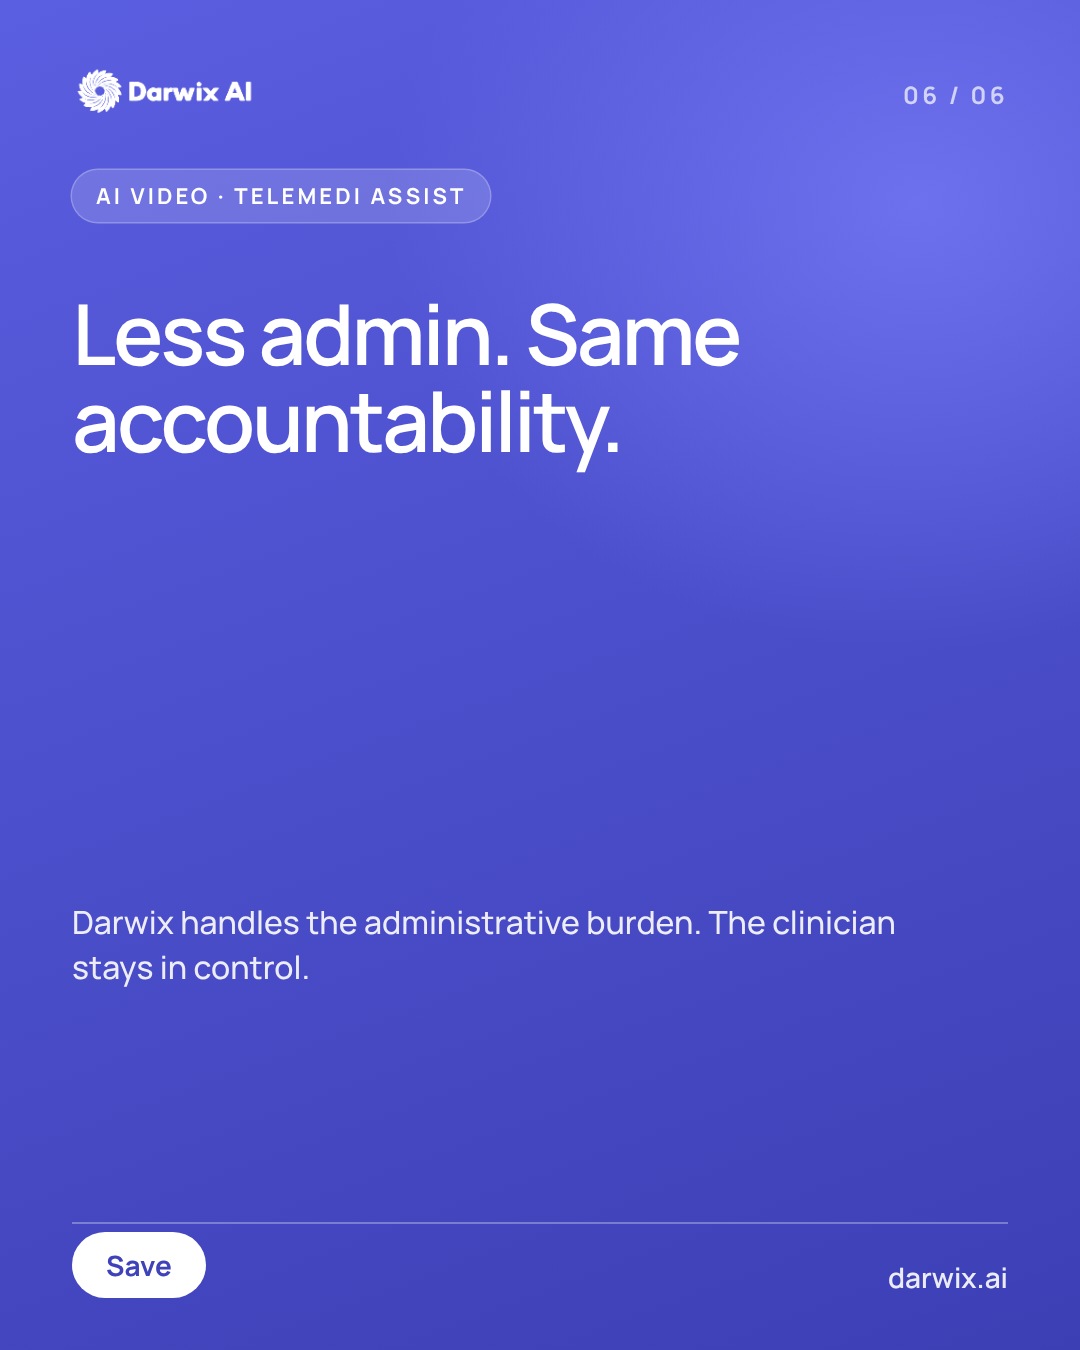 Darwix AI
06 / 06
AI VIDEO · TELEMEDI ASSIST
Less admin. Same
accountability.
Darwix handles the administrative burden. The clinician
stays in control.
Save
darwix.ai